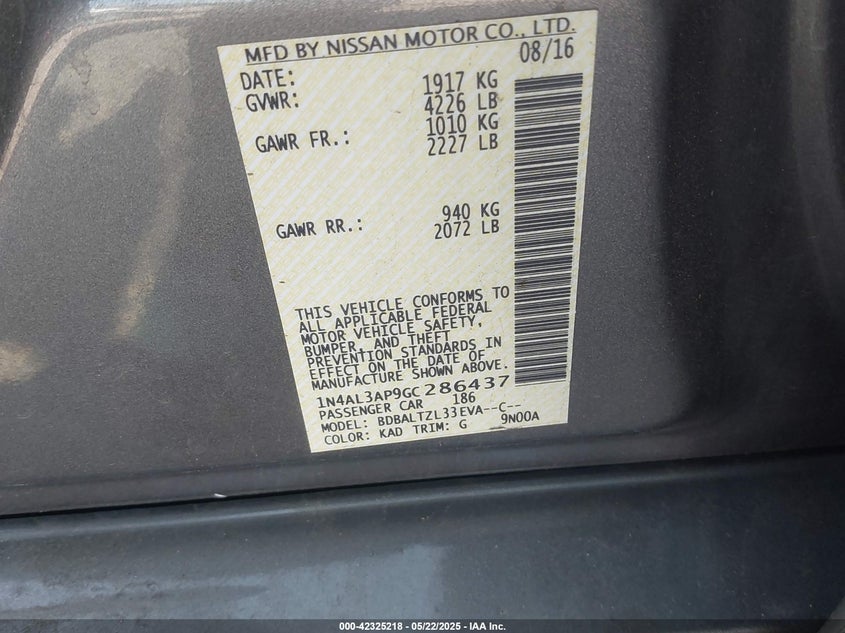 MFD BY NISSAN MOTOR CO., LTD.
DATE: 08/16
GVWR: 1917 KG
4226 LB
GAWR FR.: 1010 KG
2227 LB
GAWR RR.: 940 KG
2072 LB
THIS VEHICLE CONFORMS TO
ALL APPLICABLE FEDERAL
MOTOR VEHICLE SAFETY,
BUMPER, AND THEFT
PREVENTION STANDARDS IN
EFFECT ON THE DATE OF
MANUFACTURE SHOWN ABOVE.
1N4AL3AP9GC286437
PASSENGER CAR 186
MODEL: BDBALTZL33EVA--C--
COLOR: KAD TRIM: G 9N00A
000-42325218 - 05/22/2025 - IAA Inc.